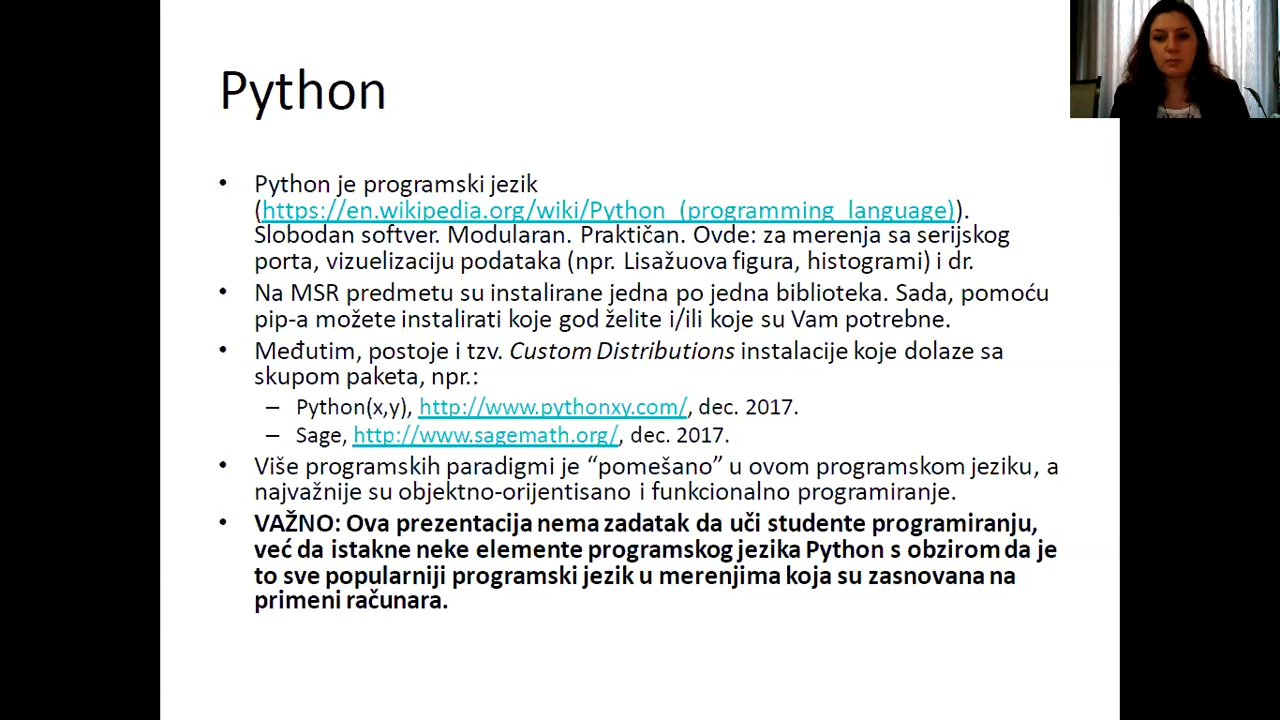 Python
• Python je programski jezik
(https://en.wikipedia.org/wiki/Python_(programming_language)).
Slobodan softver. Modularan. Praktičan. Ovde: za merenja sa serijskog
porta, vizuelizaciju podataka (npr. Lisažuova figura, histogrami) i dr.
• Na MSR predmetu su instalirane jedna po jedna biblioteka. Sada, pomoću
pip-a možete instalirati koje god želite i/ili koje su Vam potrebne.
• Međutim, postoje i tzv. Custom Distributions instalacije koje dolaze sa
skupom paketa, npr.:
– Python(x,y), http://www.pythonxy.com/, dec. 2017.
– Sage, http://www.sagemath.org/, dec. 2017.
• Više programskih paradigmi je “pomešano” u ovom programskom jeziku, a
najvažnije su objektno-orijentisano i funkcionalno programiranje.
• VAŽNO: Ova prezentacija nema zadatak da uči studente programiranju,
već da istakne neke elemente programskog jezika Python s obzirom da je
to sve popularniji programski jezik u merenjima koja su zasnovana na
primeni računara.